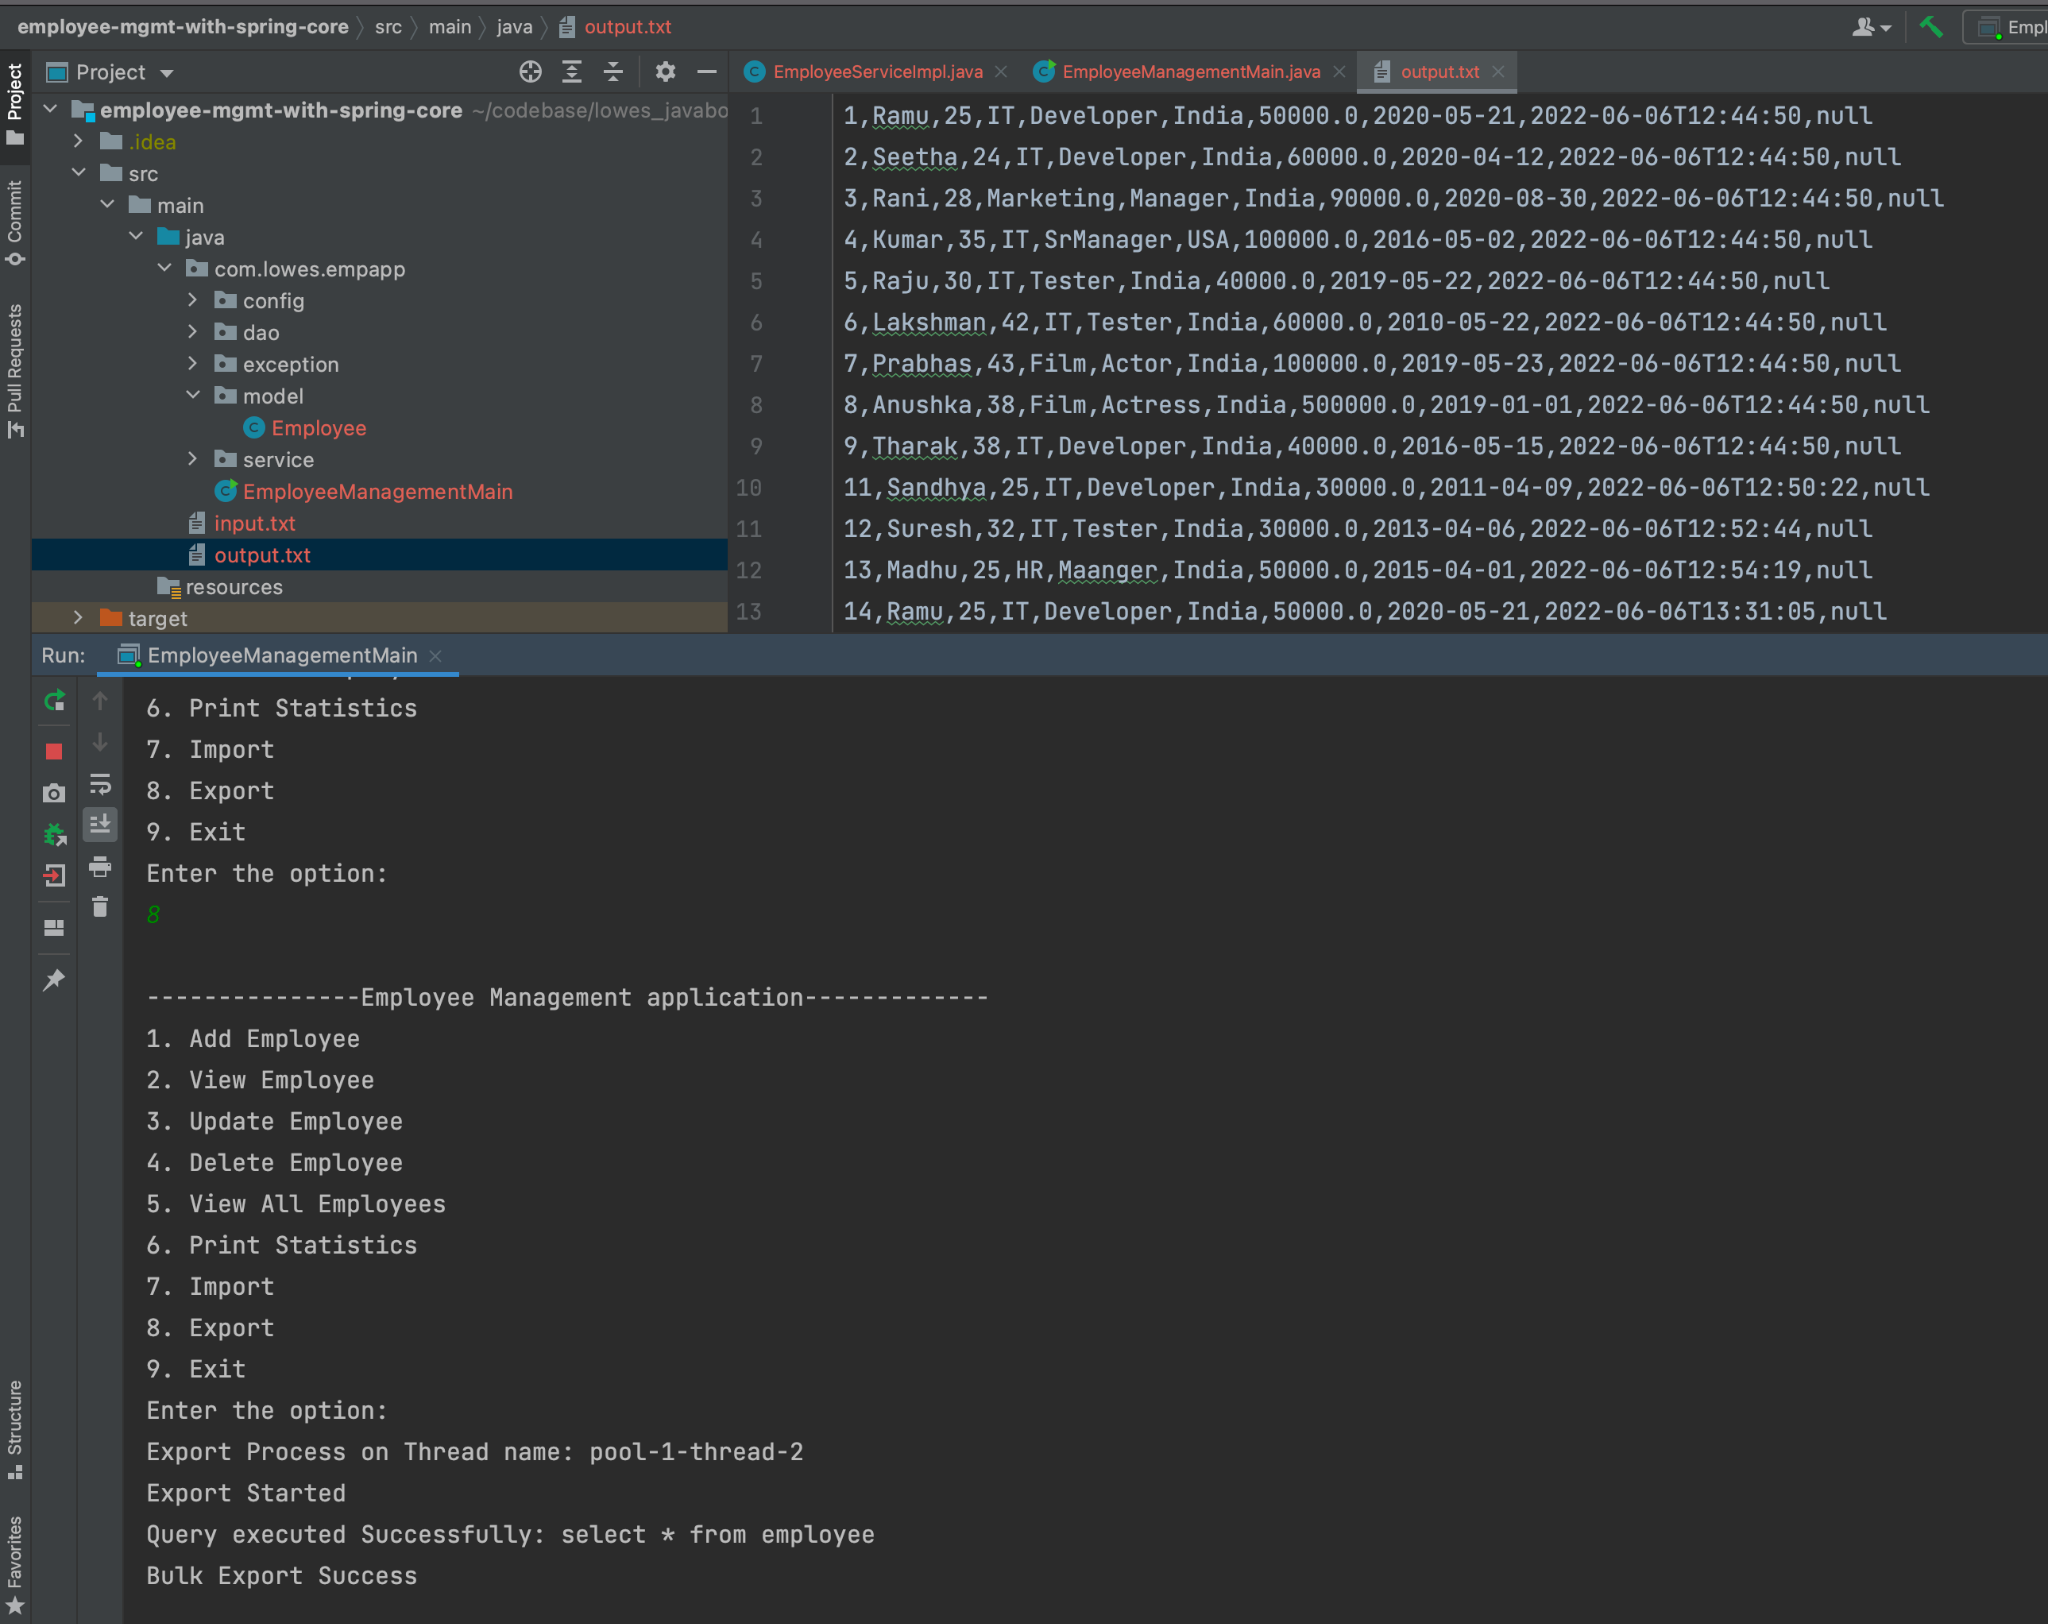 employee-mgmt-with-spring-core src main java output.txt
Empl
Project
EmployeeServiceImpl.java EmployeeManagementMain.java output.txt
Project
Commit
Pull Requests
Structure
Favorites
employee-mgmt-with-spring-core ~/codebase/lowes_javabo
.idea
src
main
java
com.lowes.empapp
config
dao
exception
model
Employee
service
EmployeeManagementMain
input.txt
output.txt
resources
target
1 1,Ramu,25,IT,Developer,India,50000.0,2020-05-21,2022-06-06T12:44:50,null
2 2,Seetha,24,IT,Developer,India,60000.0,2020-04-12,2022-06-06T12:44:50,null
3 3,Rani,28,Marketing,Manager,India,90000.0,2020-08-30,2022-06-06T12:44:50,null
4 4,Kumar,35,IT,SrManager,USA,100000.0,2016-05-02,2022-06-06T12:44:50,null
5 5,Raju,30,IT,Tester,India,40000.0,2019-05-22,2022-06-06T12:44:50,null
6 6,Lakshman,42,IT,Tester,India,60000.0,2010-05-22,2022-06-06T12:44:50,null
7 7,Prabhas,43,Film,Actor,India,100000.0,2019-05-23,2022-06-06T12:44:50,null
8 8,Anushka,38,Film,Actress,India,500000.0,2019-01-01,2022-06-06T12:44:50,null
9 9,Tharak,38,IT,Developer,India,40000.0,2016-05-15,2022-06-06T12:44:50,null
10 11,Sandhya,25,IT,Developer,India,30000.0,2011-04-09,2022-06-06T12:50:22,null
11 12,Suresh,32,IT,Tester,India,30000.0,2013-04-06,2022-06-06T12:52:44,null
12 13,Madhu,25,HR,Maanger,India,50000.0,2015-04-01,2022-06-06T12:54:19,null
13 14,Ramu,25,IT,Developer,India,50000.0,2020-05-21,2022-06-06T13:31:05,null
Run: EmployeeManagementMain
6. Print Statistics
7. Import
8. Export
9. Exit
Enter the option:
8
---------------Employee Management application-------------
1. Add Employee
2. View Employee
3. Update Employee
4. Delete Employee
5. View All Employees
6. Print Statistics
7. Import
8. Export
9. Exit
Enter the option:
Export Process on Thread name: pool-1-thread-2
Export Started
Query executed Successfully: select * from employee
Bulk Export Success